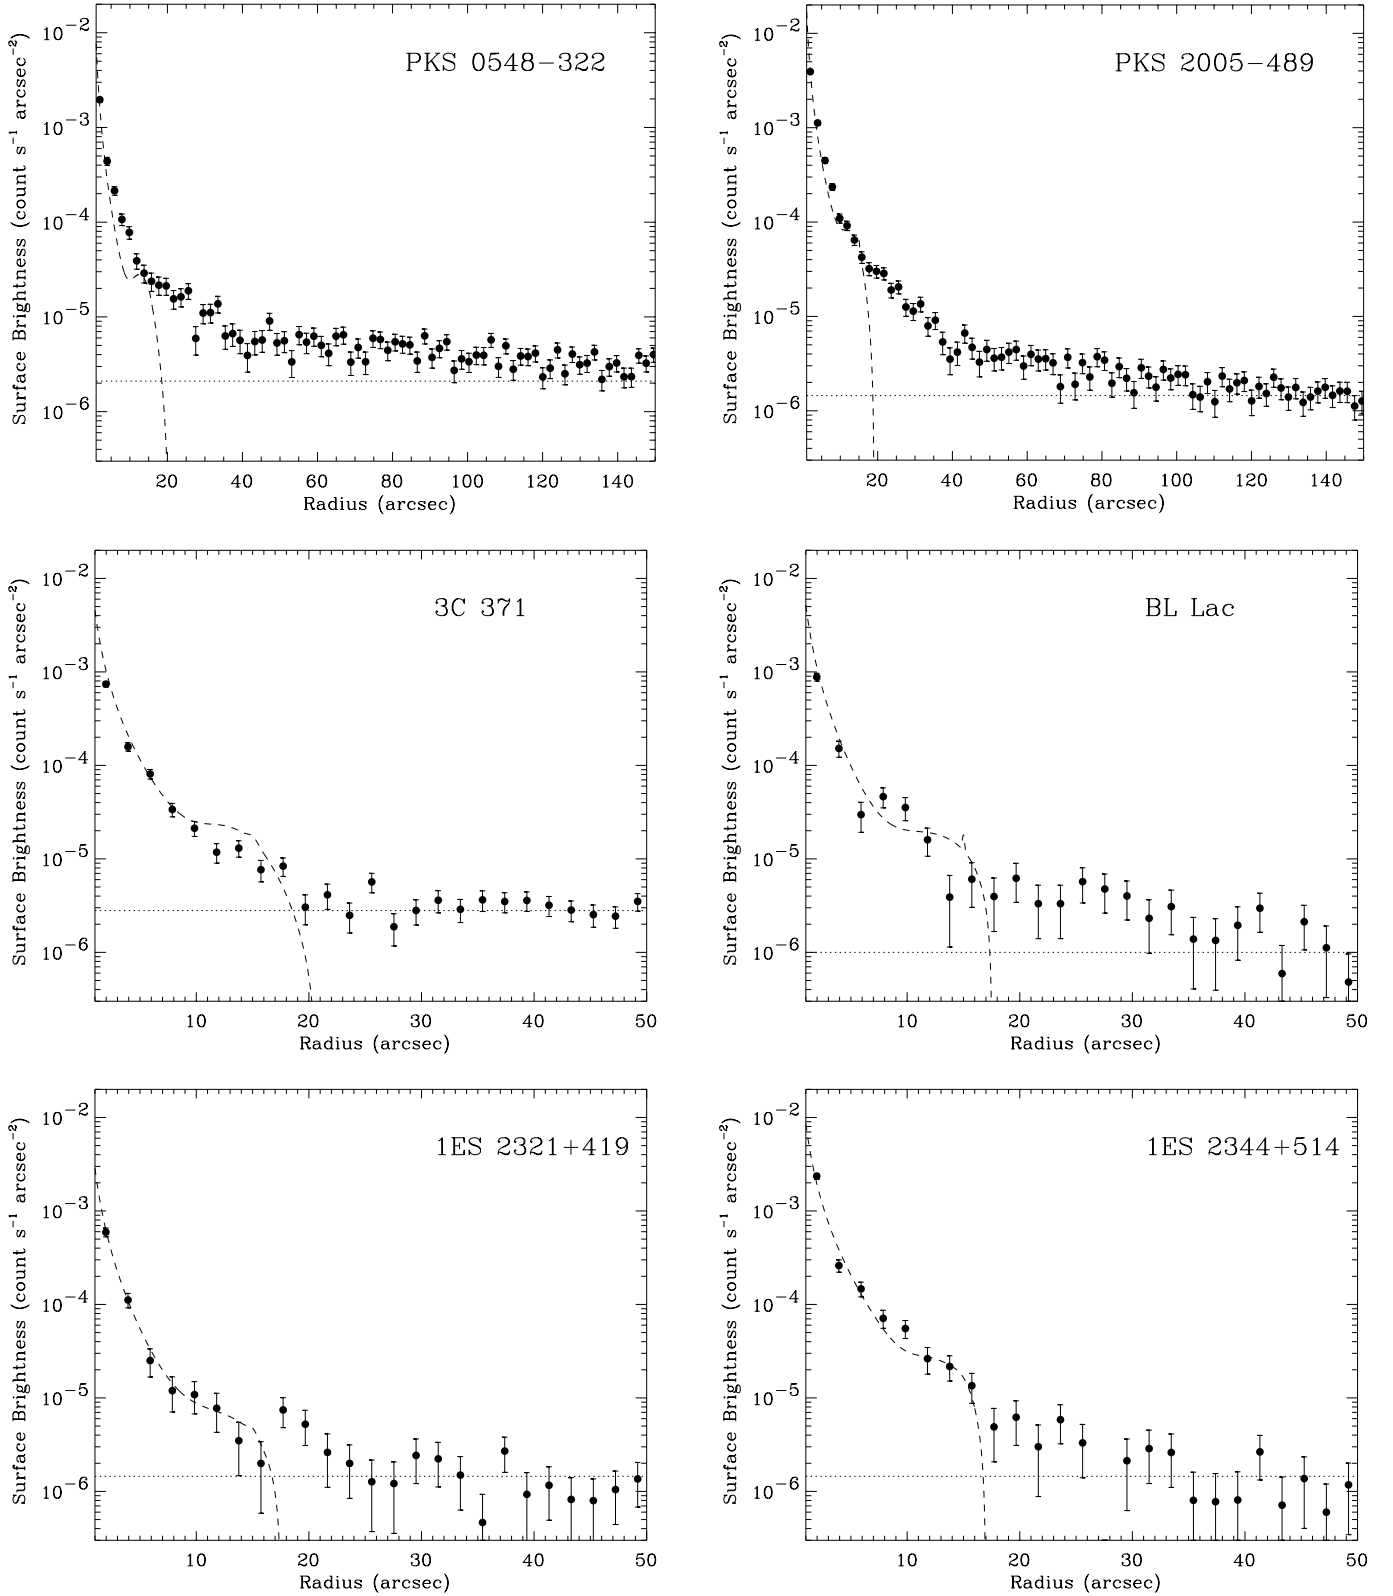 PKS 0548−322
Surface Brightness (count s⁻¹ arcsec⁻²)
10⁻²
10⁻³
10⁻⁴
10⁻⁵
10⁻⁶
20 40 60 80 100 120 140
Radius (arcsec)
PKS 2005−489
Surface Brightness (count s⁻¹ arcsec⁻²)
10⁻²
10⁻³
10⁻⁴
10⁻⁵
10⁻⁶
20 40 60 80 100 120 140
Radius (arcsec)
3C 371
Surface Brightness (count s⁻¹ arcsec⁻²)
10⁻²
10⁻³
10⁻⁴
10⁻⁵
10⁻⁶
10 20 30 40 50
Radius (arcsec)
BL Lac
Surface Brightness (count s⁻¹ arcsec⁻²)
10⁻²
10⁻³
10⁻⁴
10⁻⁵
10⁻⁶
10 20 30 40 50
Radius (arcsec)
1ES 2321+419
Surface Brightness (count s⁻¹ arcsec⁻²)
10⁻²
10⁻³
10⁻⁴
10⁻⁵
10⁻⁶
10 20 30 40 50
Radius (arcsec)
1ES 2344+514
Surface Brightness (count s⁻¹ arcsec⁻²)
10⁻²
10⁻³
10⁻⁴
10⁻⁵
10⁻⁶
10 20 30 40 50
Radius (arcsec)